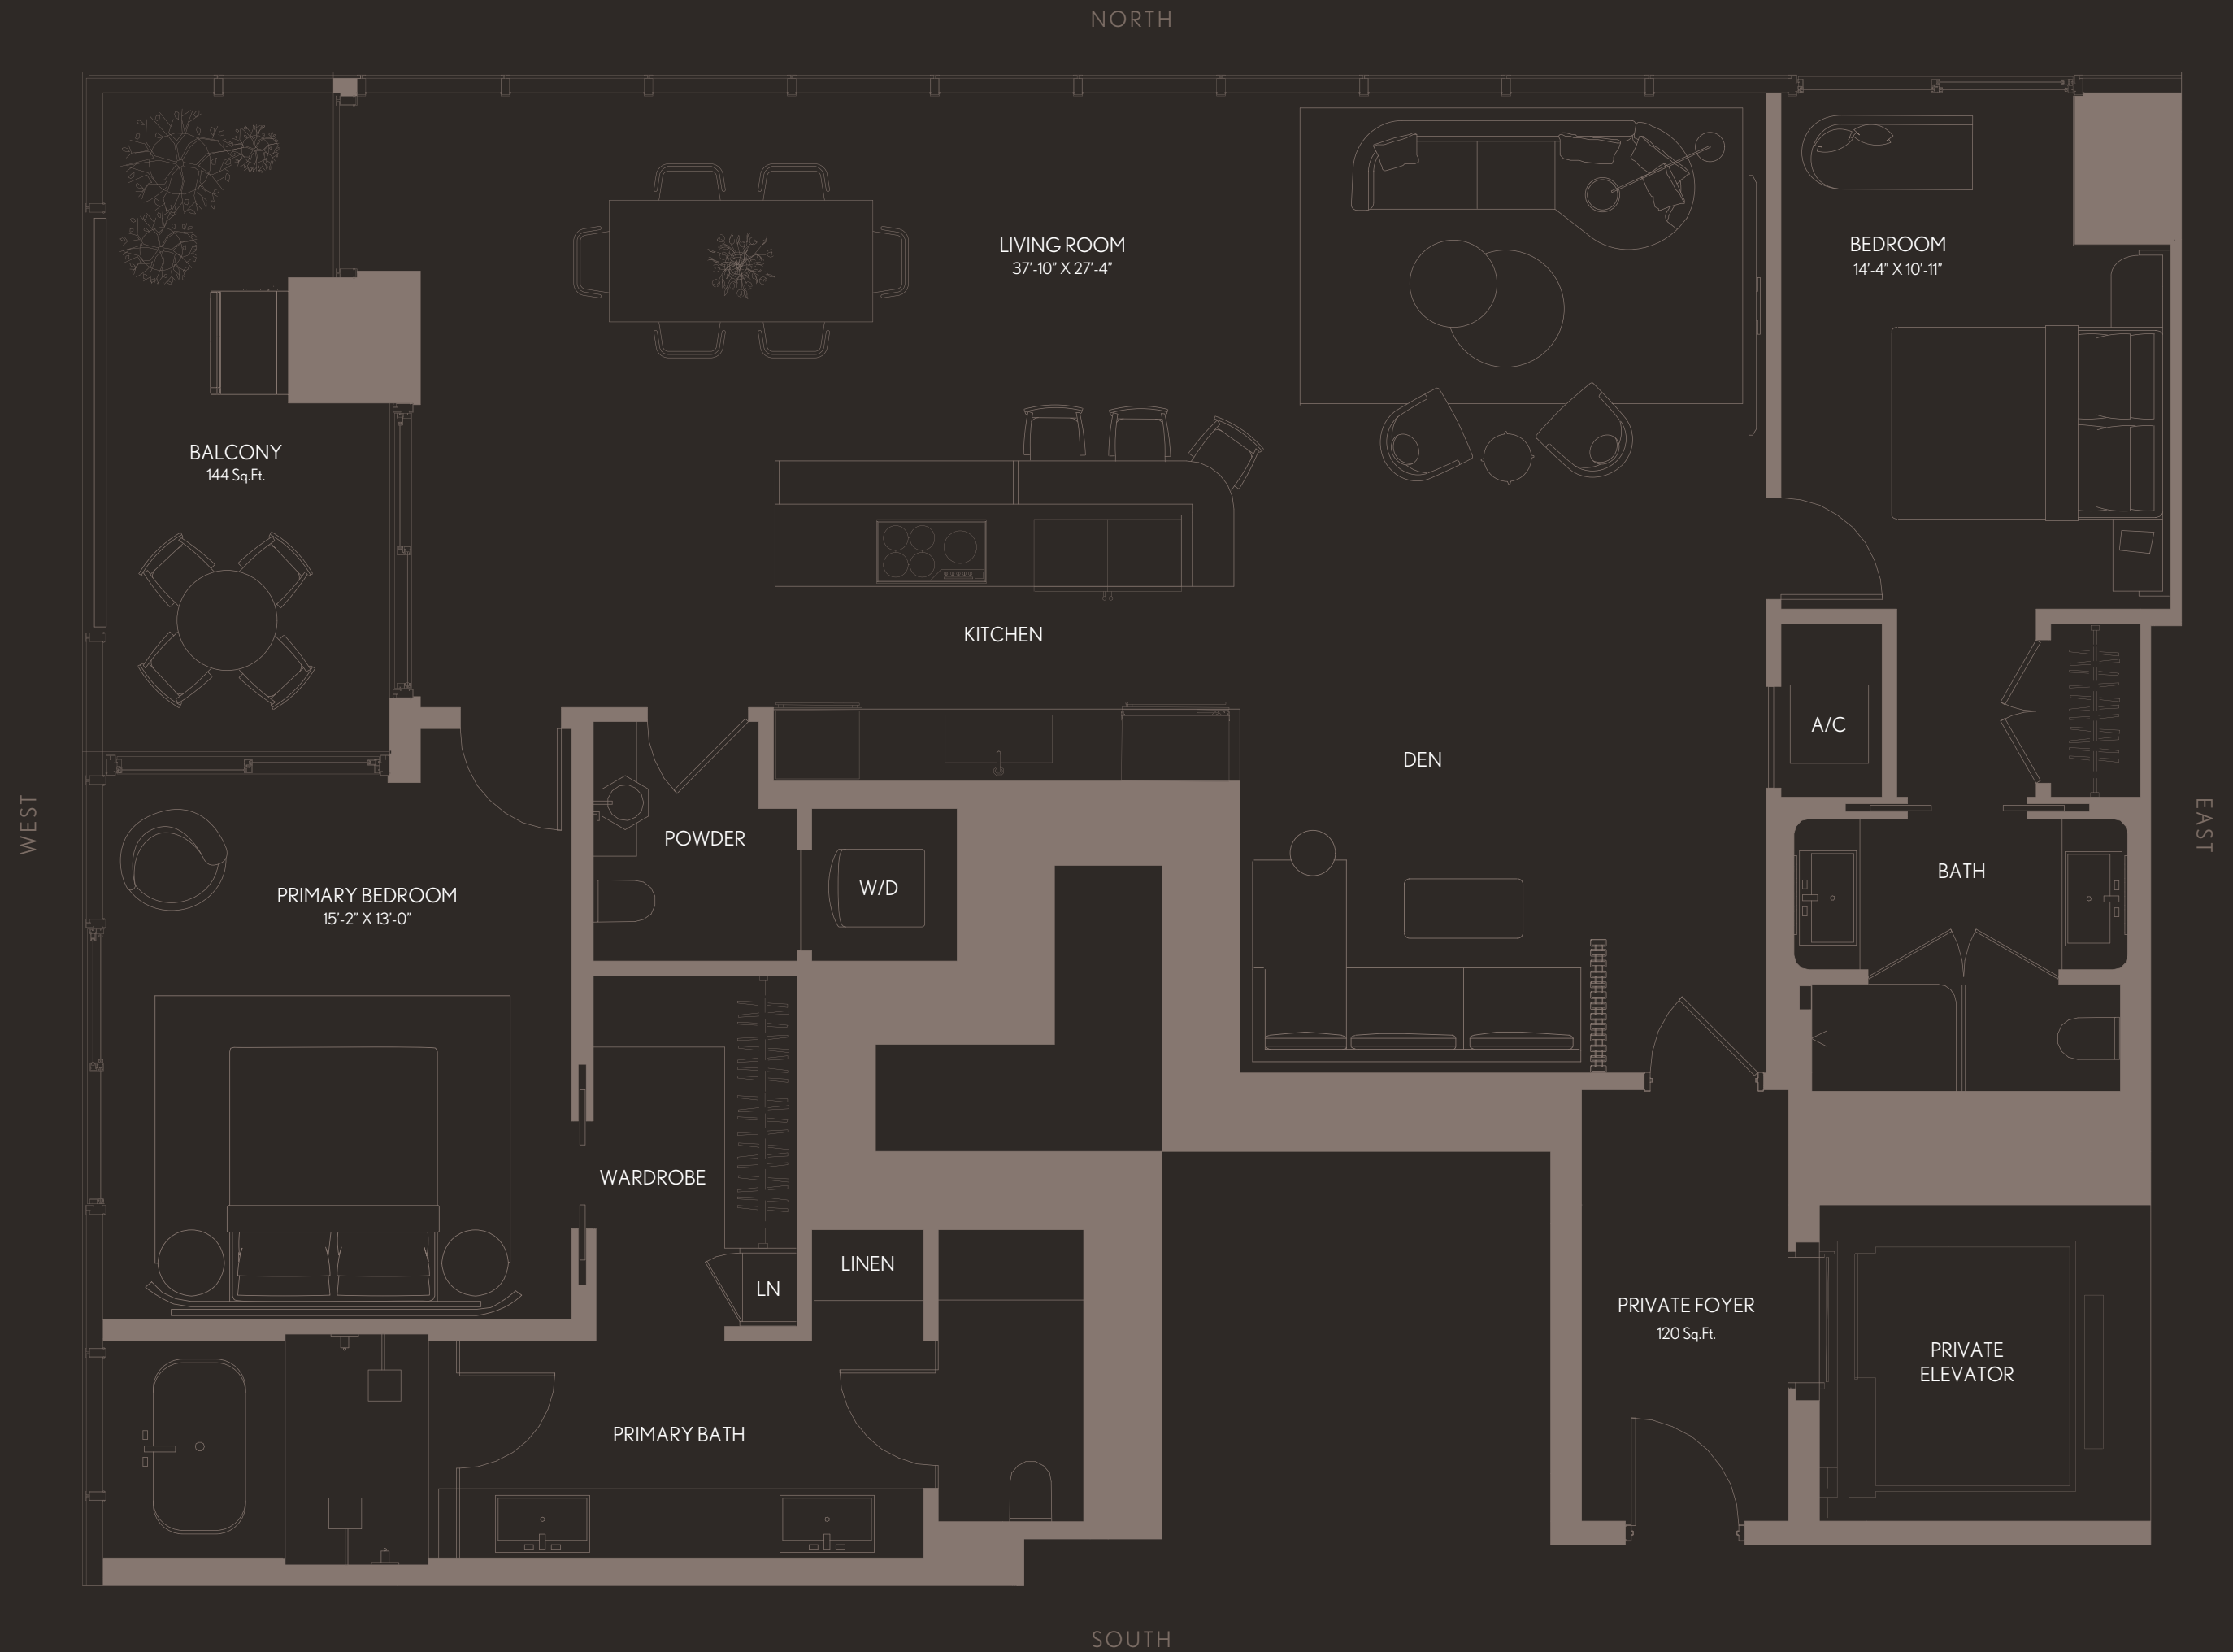 NORTH
LIVING ROOM
37'-10" X 27'-4"
BEDROOM
14'-4" X 10'-11"
BALCONY
144 Sq.Ft.
KITCHEN
A/C
DEN
WEST
EAST
POWDER
W/D
BATH
PRIMARY BEDROOM
15'-2" X 13'-0"
WARDROBE
LINEN
LN
PRIVATE FOYER
120 Sq.Ft.
PRIVATE
ELEVATOR
PRIMARY BATH
SOUTH